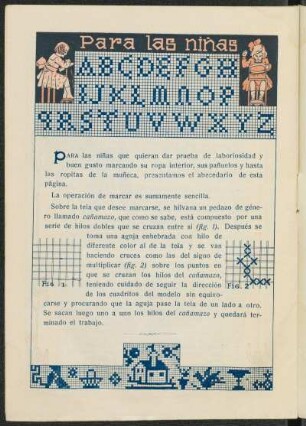 Para las niñas
ABCDEFGH
IJKLMNOP
QRSTUVWXYZ
PARA las niñas que quieran dar prueba de laboriosidad y
buen gusto marcando su ropa interior, sus pañuelos y hasta
las ropitas de la muñeca, presentamos el abecedario de esta
página.
La operación de marcar es sumamente sencilla.
Sobre la tela que desee marcarse, se hilvana un pedazo de géne-
ro llamado cañamazo, que como se sabe, está compuesto por una
serie de hilos dobles que se cruzan entre si (fig. 1). Después se
toma una aguja enhebrada con hilo de
diferente color al de la tela y se van
haciendo cruces como las del signo de
multiplicar (fig. 2) sobre los puntos en
que se cruzan los hilos del cañamazo,
teniendo cuidado de seguir la dirección
de los cuadritos del modelo sin equivo-
carse y procurando que la aguja pase la tela de un lado a otro.
Se sacan luego uno a uno los hilos del cañamazo y quedará ter-
minado el trabajo.
FIG. 1.
FIG. 2